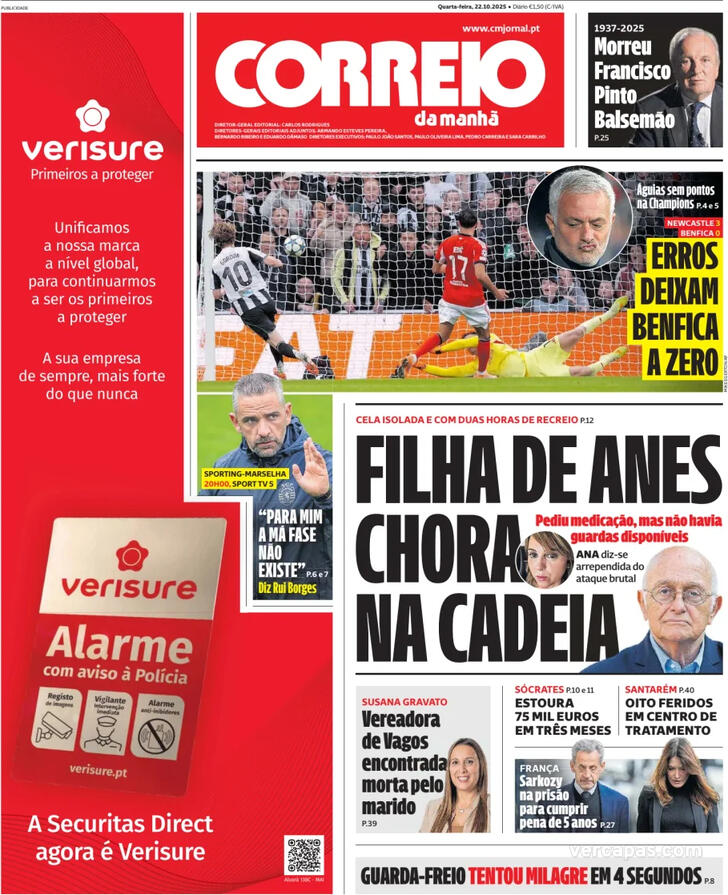 PUBLICIDADE
Quarta-feira, 22.10.2025 • Diário €1,50 (C/IVA)
verisure
Primeiros a proteger
Unificamos
a nossa marca
a nível global,
para continuarmos
a ser os primeiros
a proteger
A sua empresa
de sempre, mais forte
do que nunca
verisure
Alarme
com aviso à Polícia
Registo
de imagens
Vigilante
intervenção
imediata
Alarme
anti-inibidores
verisure.pt
A Securitas Direct
agora é Verisure
Alvará 138C - MAI
www.cmjornal.pt
CORREIO
da manhã
DIRETOR-GERAL EDITORIAL: CARLOS RODRIGUES
DIRETORES-GERAIS EDITORIAIS ADJUNTOS: ARMANDO ESTEVES PEREIRA,
BERNARDO RIBEIRO E EDUARDO DÂMASO DIRETORES EXECUTIVOS: PAULO JOÃO SANTOS, PAULO OLIVEIRA LIMA, PEDRO CARREIRA E SARA CARRILHO
1937-2025
Morreu
Francisco
Pinto
Balsemão
P.25
GORDON
10
17
Águias sem pontos
na Champions P.4 e 5
NEWCASTLE 3
BENFICA 0
ERROS
DEIXAM
BENFICA
A ZERO
SPORTING-MARSELHA
20H00, SPORT TV 5
“PARA MIM
A MÁ FASE
NÃO
EXISTE” P.6 e 7
Diz Rui Borges
CELA ISOLADA E COM DUAS HORAS DE RECREIO P.12
FILHA DE ANES
CHORA
NA CADEIA
Pediu medicação, mas não havia
guardas disponíveis
ANA diz-se
arrependida do
ataque brutal
SUSANA GRAVATO
Vereadora
de Vagos
encontrada
morta pelo
marido
P.39
SÓCRATES P.10 e 11
ESTOURA
75 MIL EUROS
EM TRÊS MESES
SANTARÉM P.40
OITO FERIDOS
EM CENTRO DE
TRATAMENTO
FRANÇA
Sarkozy
na prisão
para cumprir
pena de 5 anos P.27
vercapas.com
GUARDA-FREIO TENTOU MILAGRE EM 4 SEGUNDOS P.8